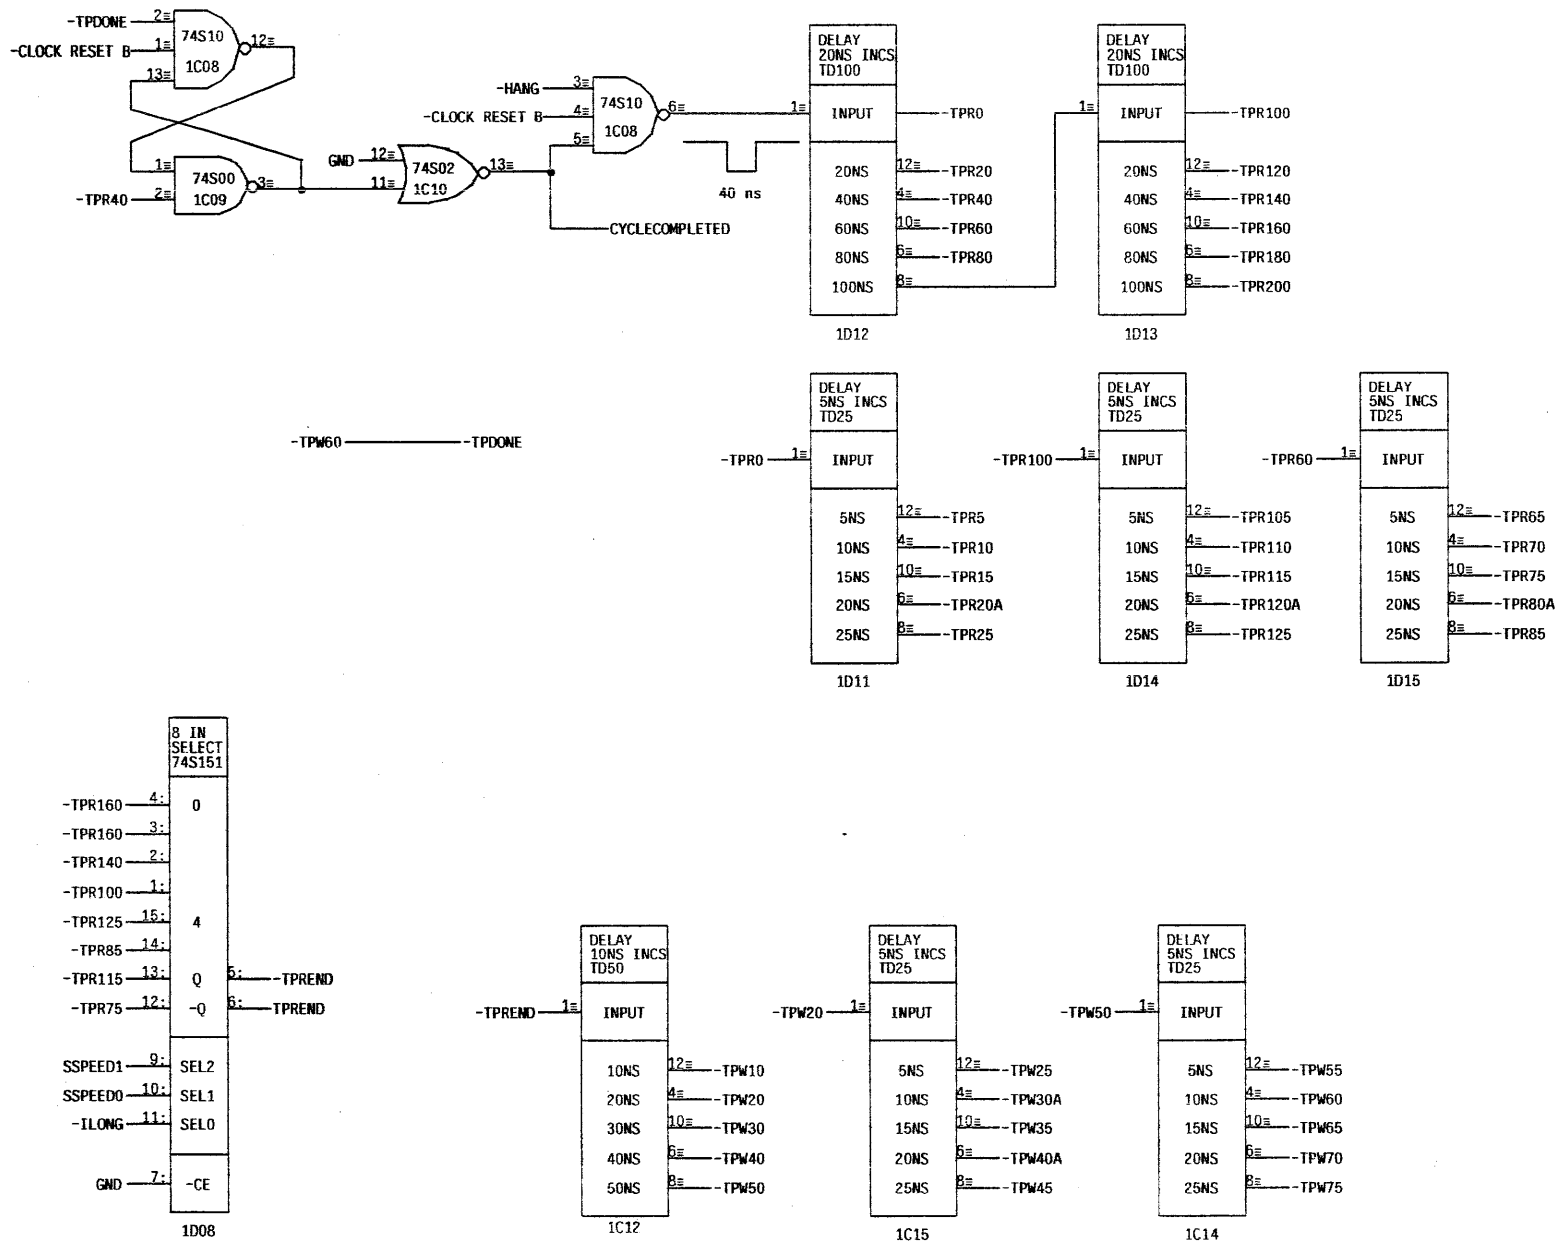 -TPDONE 2≡
-CLOCK RESET B 1≡
13≡
74S10
1C08
12≡
1≡
-TPR40 2≡
74S00
1C09
3≡
GND 12≡
11≡
74S02
1C10
13≡
-HANG 3≡
-CLOCK RESET B 4≡
5≡
74S10
1C08
6≡
CYCLECOMPLETED
40 ns
DELAY
20NS INCS
TD100
1≡ INPUT -TPR0
20NS 12≡ -TPR20
40NS 4≡ -TPR40
60NS 10≡ -TPR60
80NS 6≡ -TPR80
100NS 8≡
1D12
DELAY
20NS INCS
TD100
1≡ INPUT -TPR100
20NS 12≡ -TPR120
40NS 4≡ -TPR140
60NS 10≡ -TPR160
80NS 6≡ -TPR180
100NS 8≡ -TPR200
1D13
-TPW60 -TPDONE
DELAY
5NS INCS
TD25
-TPR0 1≡ INPUT
5NS 12≡ -TPR5
10NS 4≡ -TPR10
15NS 10≡ -TPR15
20NS 6≡ -TPR20A
25NS 8≡ -TPR25
1D11
DELAY
5NS INCS
TD25
-TPR100 1≡ INPUT
5NS 12≡ -TPR105
10NS 4≡ -TPR110
15NS 10≡ -TPR115
20NS 6≡ -TPR120A
25NS 8≡ -TPR125
1D14
DELAY
5NS INCS
TD25
-TPR60 1≡ INPUT
5NS 12≡ -TPR65
10NS 4≡ -TPR70
15NS 10≡ -TPR75
20NS 6≡ -TPR80A
25NS 8≡ -TPR85
1D15
8 IN
SELECT
74S151
-TPR160 4: 0
-TPR160 3:
-TPR140 2:
-TPR100 1:
-TPR125 15: 4
-TPR85 14:
-TPR115 13: Q 5: -TPREND
-TPR75 12: -Q 6: TPREND
SSPEED1 9: SEL2
SSPEED0 10: SEL1
-ILONG 11: SEL0
GND 7: -CE
1D08
DELAY
10NS INCS
TD50
-TPREND 1≡ INPUT
10NS 12≡ -TPW10
20NS 4≡ -TPW20
30NS 10≡ -TPW30
40NS 6≡ -TPW40
50NS 8≡ -TPW50
1C12
DELAY
5NS INCS
TD25
-TPW20 1≡ INPUT
5NS 12≡ -TPW25
10NS 4≡ -TPW30A
15NS 10≡ -TPW35
20NS 6≡ -TPW40A
25NS 8≡ -TPW45
1C15
DELAY
5NS INCS
TD25
-TPW50 1≡ INPUT
5NS 12≡ -TPW55
10NS 4≡ -TPW60
15NS 10≡ -TPW65
20NS 6≡ -TPW70
25NS 8≡ -TPW75
1C14